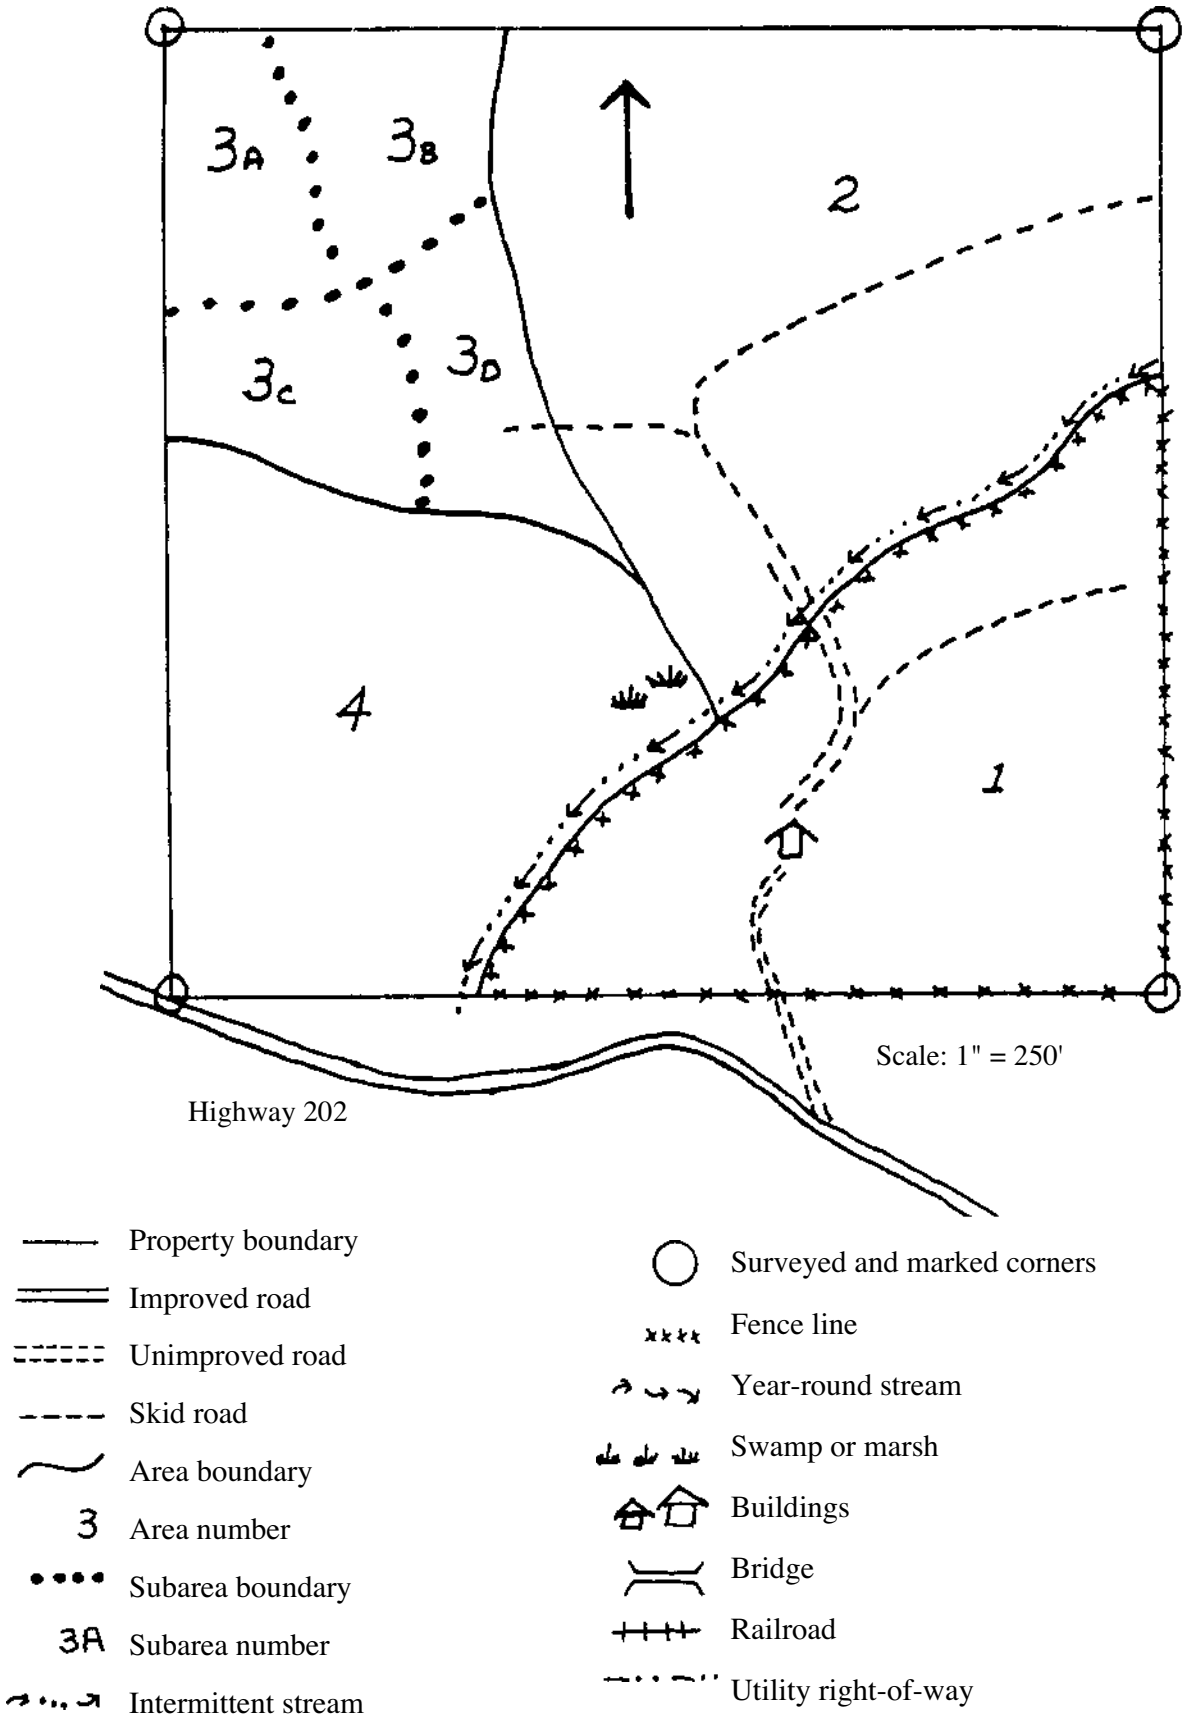 3A
3B
2
3C
3D
4
1
Scale: 1" = 250'
Highway 202
Property boundary
Improved road
Unimproved road
Skid road
Area boundary
3 Area number
Subarea boundary
3A Subarea number
Intermittent stream
Surveyed and marked corners
Fence line
Year-round stream
Swamp or marsh
Buildings
Bridge
Railroad
Utility right-of-way